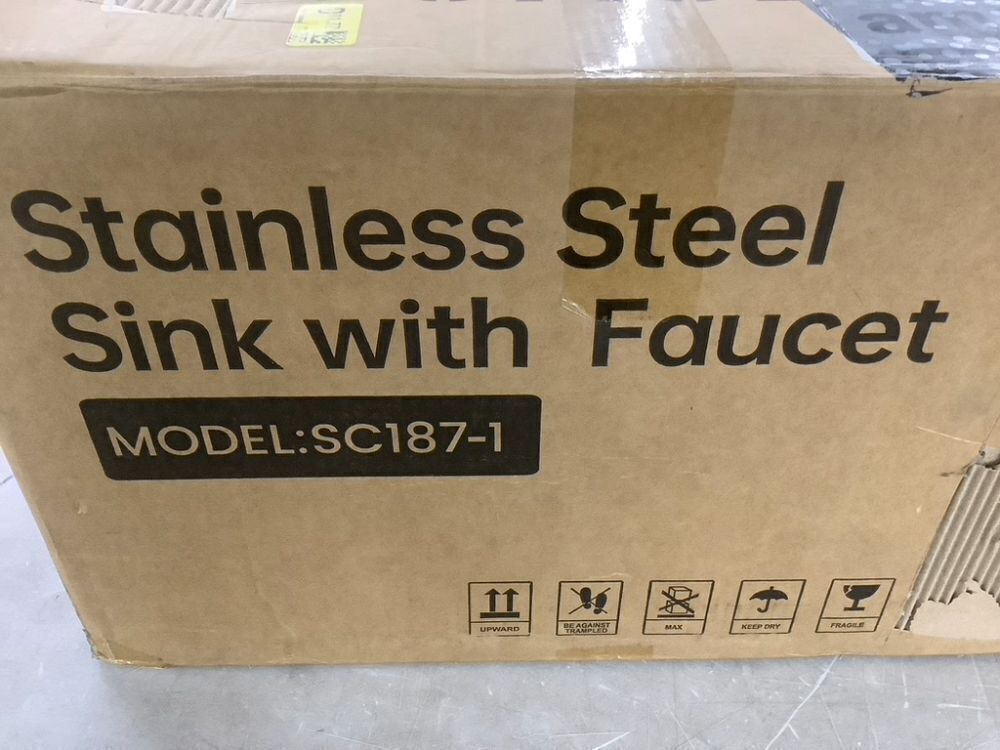 Stainless Steel
Sink with Faucet
MODEL:SC187-1
UPWARD
BE AGAINST
TRAMPLED
MAX
KEEP DRY
FRAGILE